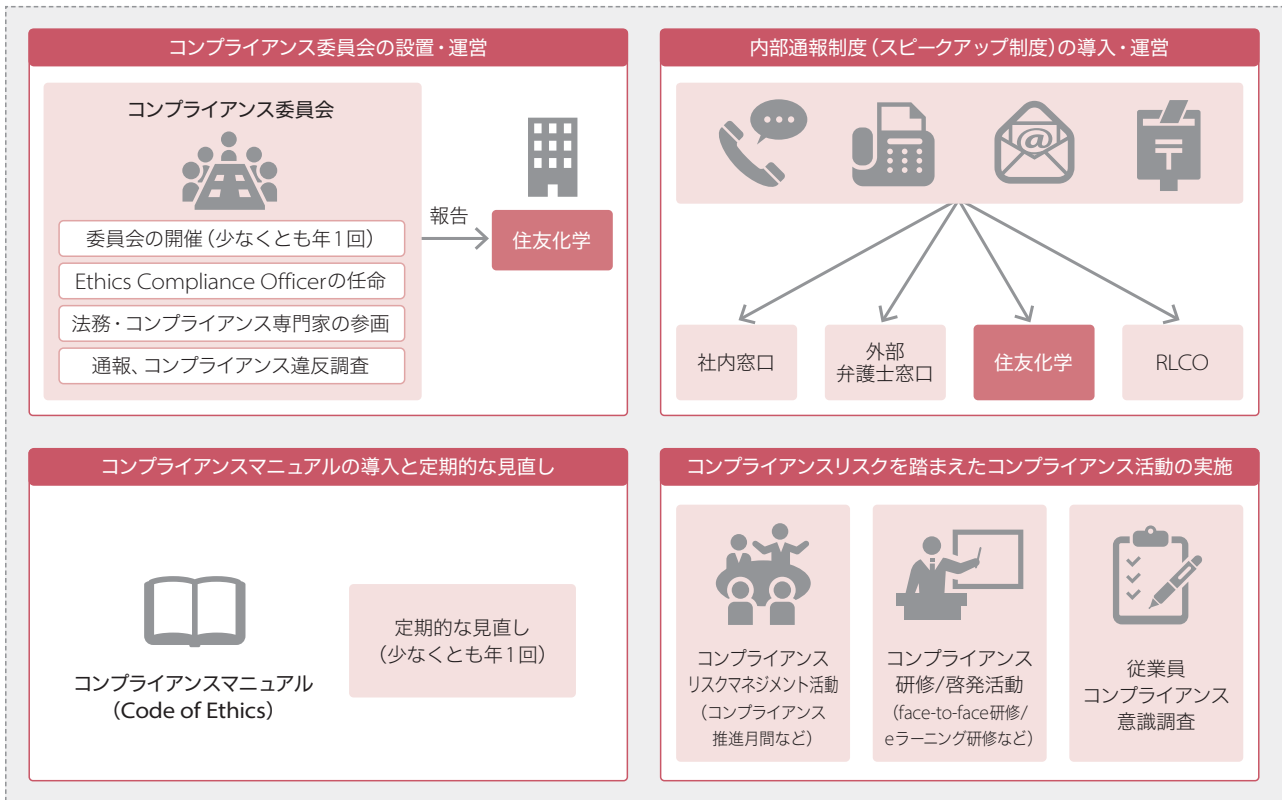 コンプライアンス委員会の設置・運営
コンプライアンス委員会
委員会の開催（少なくとも年1回）
Ethics Compliance Officerの任命
法務・コンプライアンス専門家の参画
通報、コンプライアンス違反調査
報告
住友化学
内部通報制度（スピークアップ制度）の導入・運営
@
〒
社内窓口
外部
弁護士窓口
住友化学
RLCO
コンプライアンスマニュアルの導入と定期的な見直し
コンプライアンスマニュアル
（Code of Ethics）
定期的な見直し
（少なくとも年1回）
コンプライアンスリスクを踏まえたコンプライアンス活動の実施
コンプライアンス
リスクマネジメント活動
（コンプライアンス
推進月間など）
コンプライアンス
研修/啓発活動
（face-to-face研修/
eラーニング研修など）
従業員
コンプライアンス
意識調査